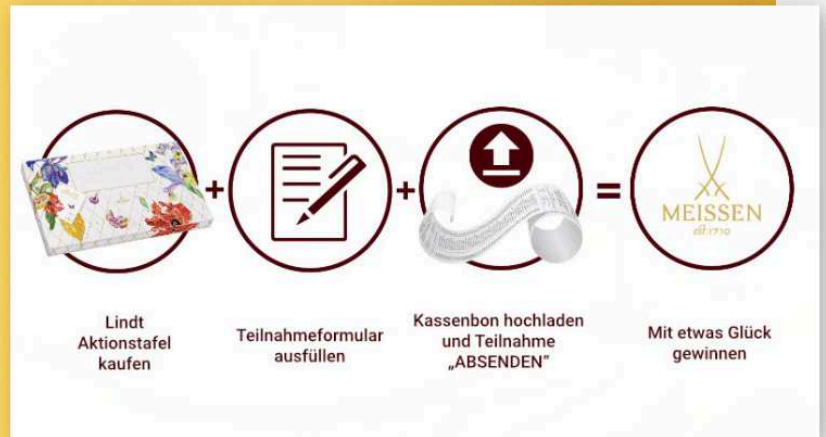 Lindt
Aktionstafel
kaufen
+
Teilnahmeformular
ausfüllen
+
Kassenbon hochladen
und Teilnahme
„ABSENDEN”
=
MEISSEN
est. 1710
Mit etwas Glück
gewinnen